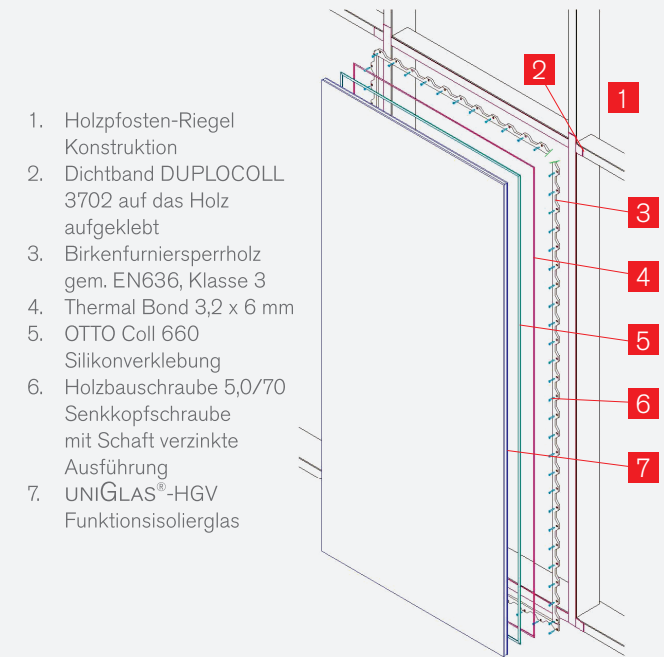 1. Holzpfosten-Riegel
Konstruktion
2. Dichtband DUPLOCOLL
3702 auf das Holz
aufgeklebt
3. Birkenfurniersperrholz
gem. EN636, Klasse 3
4. Thermal Bond 3,2 x 6 mm
5. OTTO Coll 660
Silikonverklebung
6. Holzbauschraube 5,0/70
Senkkopfschraube
mit Schaft verzinkte
Ausführung
7. UNIGLAS®-HGV
Funktionsisolierglas
2
1
3
4
5
6
7